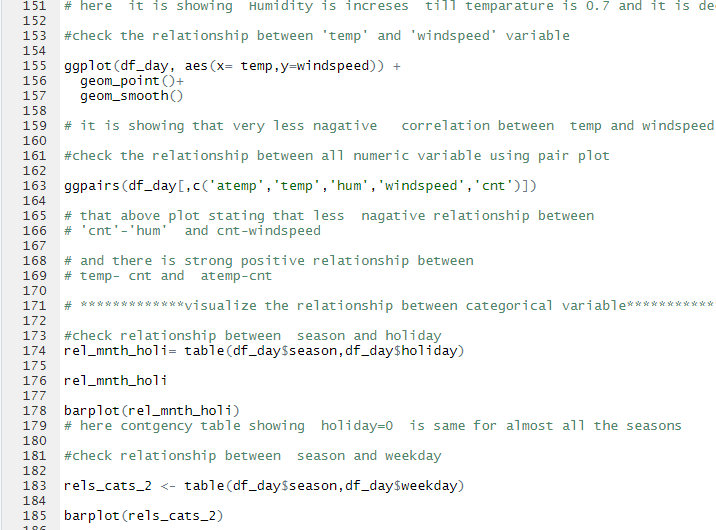 151 # here it is showing Humidity is increses till temparature is 0.7 and it is de
152
153 #check the relationship between 'temp' and 'windspeed' variable
154
155 ggplot(df_day, aes(x= temp,y=windspeed)) +
156 geom_point()+
157 geom_smooth()
158
159 # it is showing that very less nagative correlation between temp and windspeed
160
161 #check the relationship between all numeric variable using pair plot
162
163 ggpairs(df_day[,c('atemp','temp','hum','windspeed','cnt')])
164
165 # that above plot stating that less nagative relationship between
166 # 'cnt'-'hum' and cnt-windspeed
167
168 # and there is strong positive relationship between
169 # temp- cnt and atemp-cnt
170
171 # *************visualize the relationship between categorical variable***********
172
173 #check relationship between season and holiday
174 rel_mnth_holi= table(df_day$season,df_day$holiday)
175
176 rel_mnth_holi
177
178 barplot(rel_mnth_holi)
179 # here contgency table showing holiday=0 is same for almost all the seasons
180
181 #check relationship between season and weekday
182
183 rels_cats_2 <- table(df_day$season,df_day$weekday)
184
185 barplot(rels_cats_2)
186